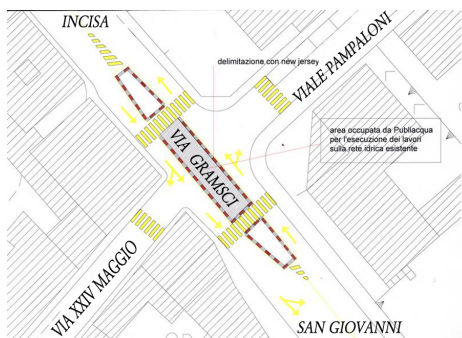 INCISA
delimitazione con new jersey
VIALE PAMPALONI
area occupata da Publiacqua
per l'esecuzione dei lavori
sulla rete idrica esistente
VIA GRAMSCI
VIA XXIV MAGGIO
SAN GIOVANNI